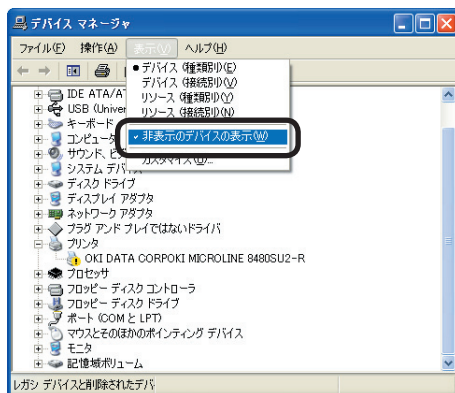 デバイス マネージャ
ファイル(F) 操作(A) 表示(V) ヘルプ(H)
デバイス (種類別)(E)
デバイス (接続別)(V)
リソース (種類別)(Y)
リソース (接続別)(N)
非表示のデバイスの表示(W)
カスタマイズ(U)...
IDE ATA/AT
USB (Univer
キーボード
コンピュータ
サウンド、ビ
システム デバイス
ディスク ドライブ
ディスプレイ アダプタ
ネットワーク アダプタ
プラグ アンド プレイではないドライバ
プリンタ
OKI DATA CORPOKI MICROLINE 8480SU2-R
プロセッサ
フロッピー ディスク コントローラ
フロッピー ディスク ドライブ
ポート (COM と LPT)
マウスとそのほかのポインティング デバイス
モニタ
記憶域ボリューム
レガシ デバイスと削除されたデバ